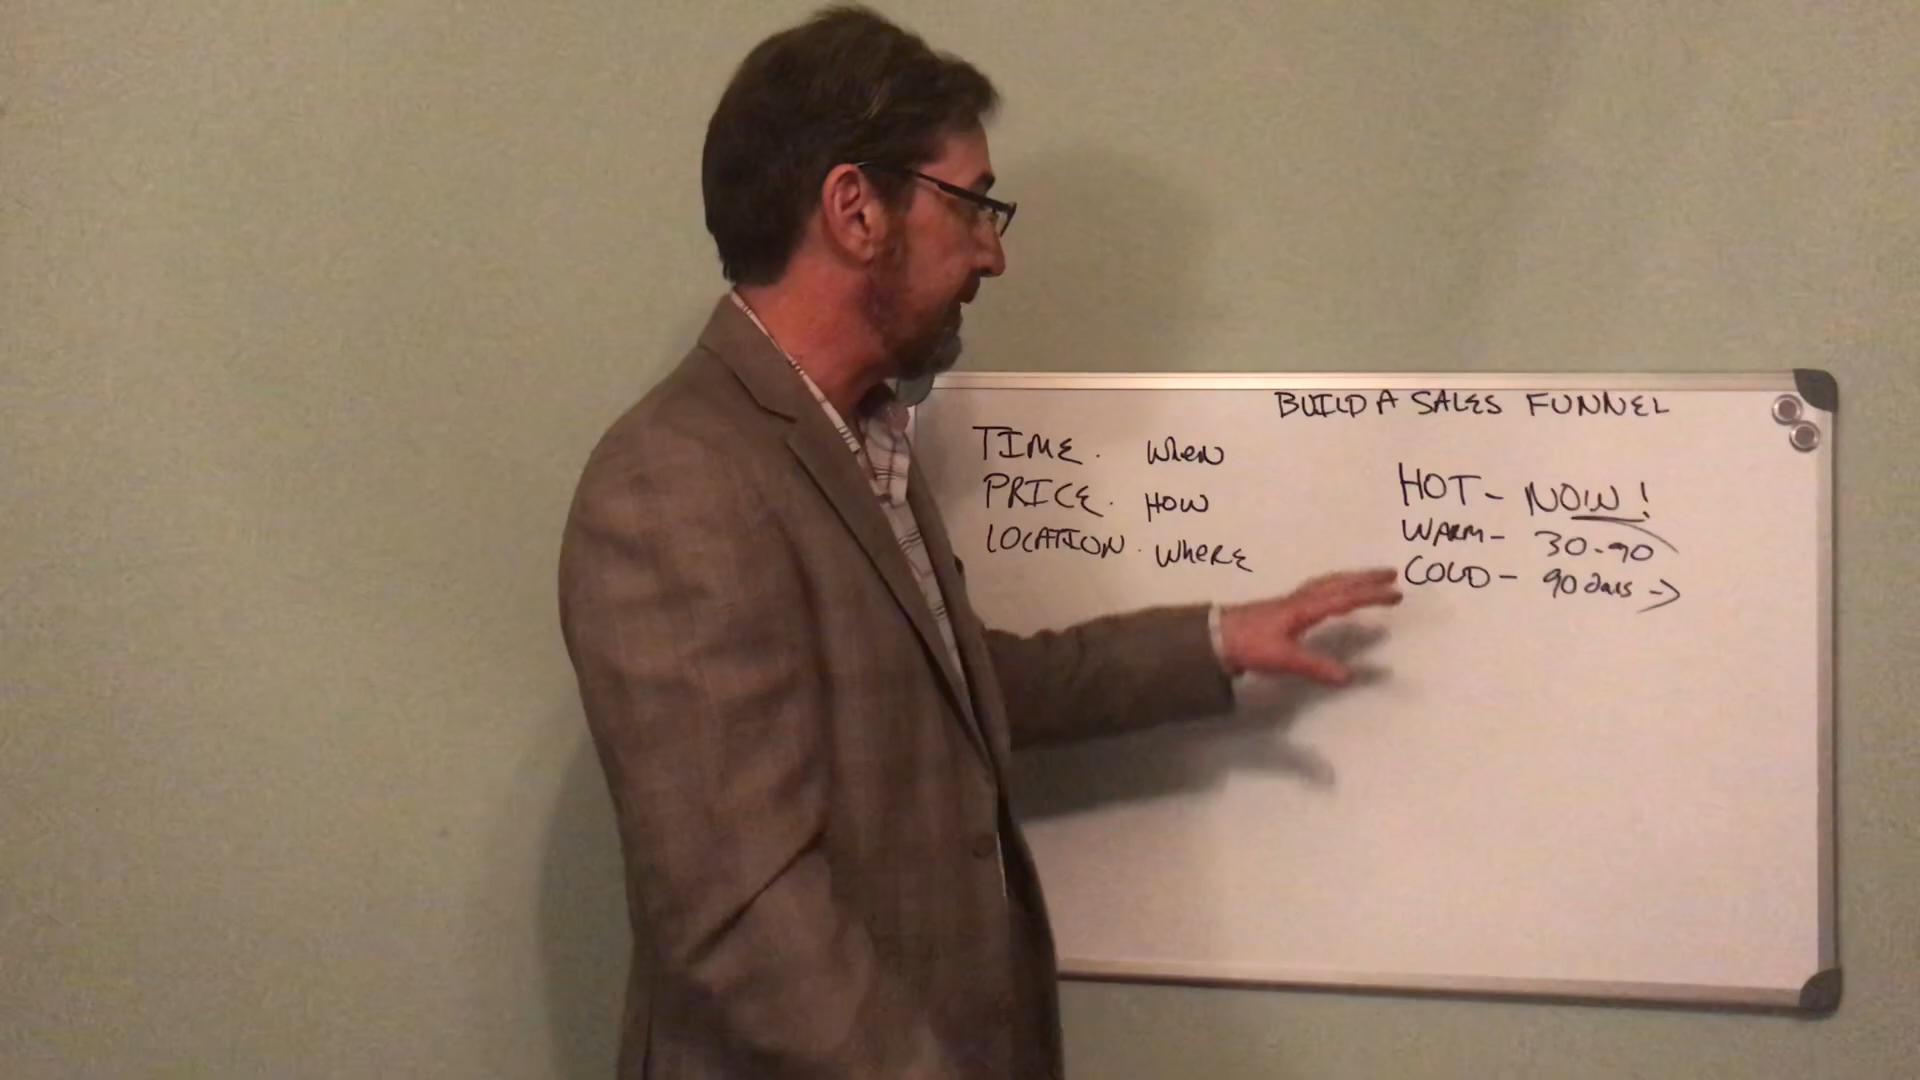 BUILD A SALES FUNNEL
TIME. When
PRICE. How
LOCATION. Where
HOT - NOW!
WARM - 30-90
COLD - 90 days ->